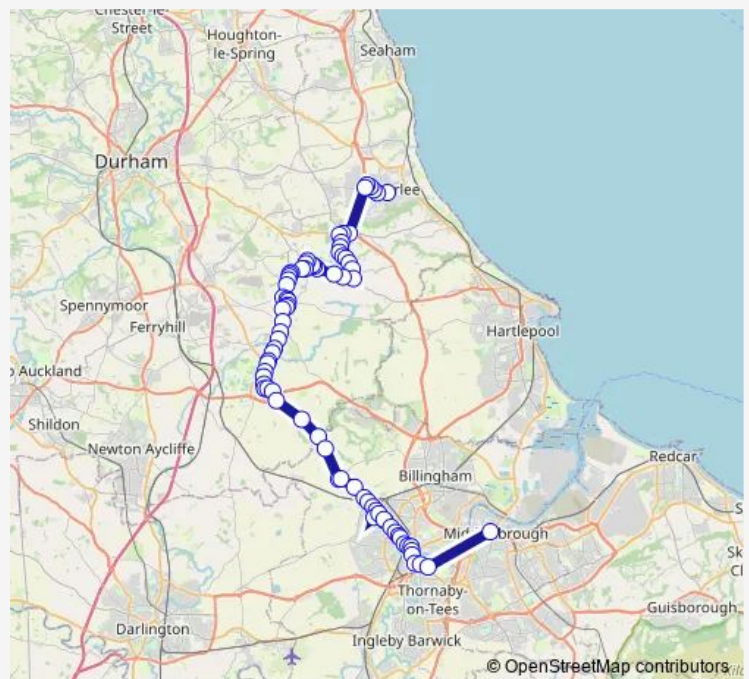 Chester-le-
Street
Houghton-
le-Spring
Seaham
Durham
rlee
Spennymoor
Ferryhill
Hartlepool
Auckland
Shildon
Newton Aycliffe
Billingham
Redcar
Mid
brough
Thornaby-
on-Tees
Guisborough
Darlington
Ingleby Barwick
© OpenStreetMap contributors